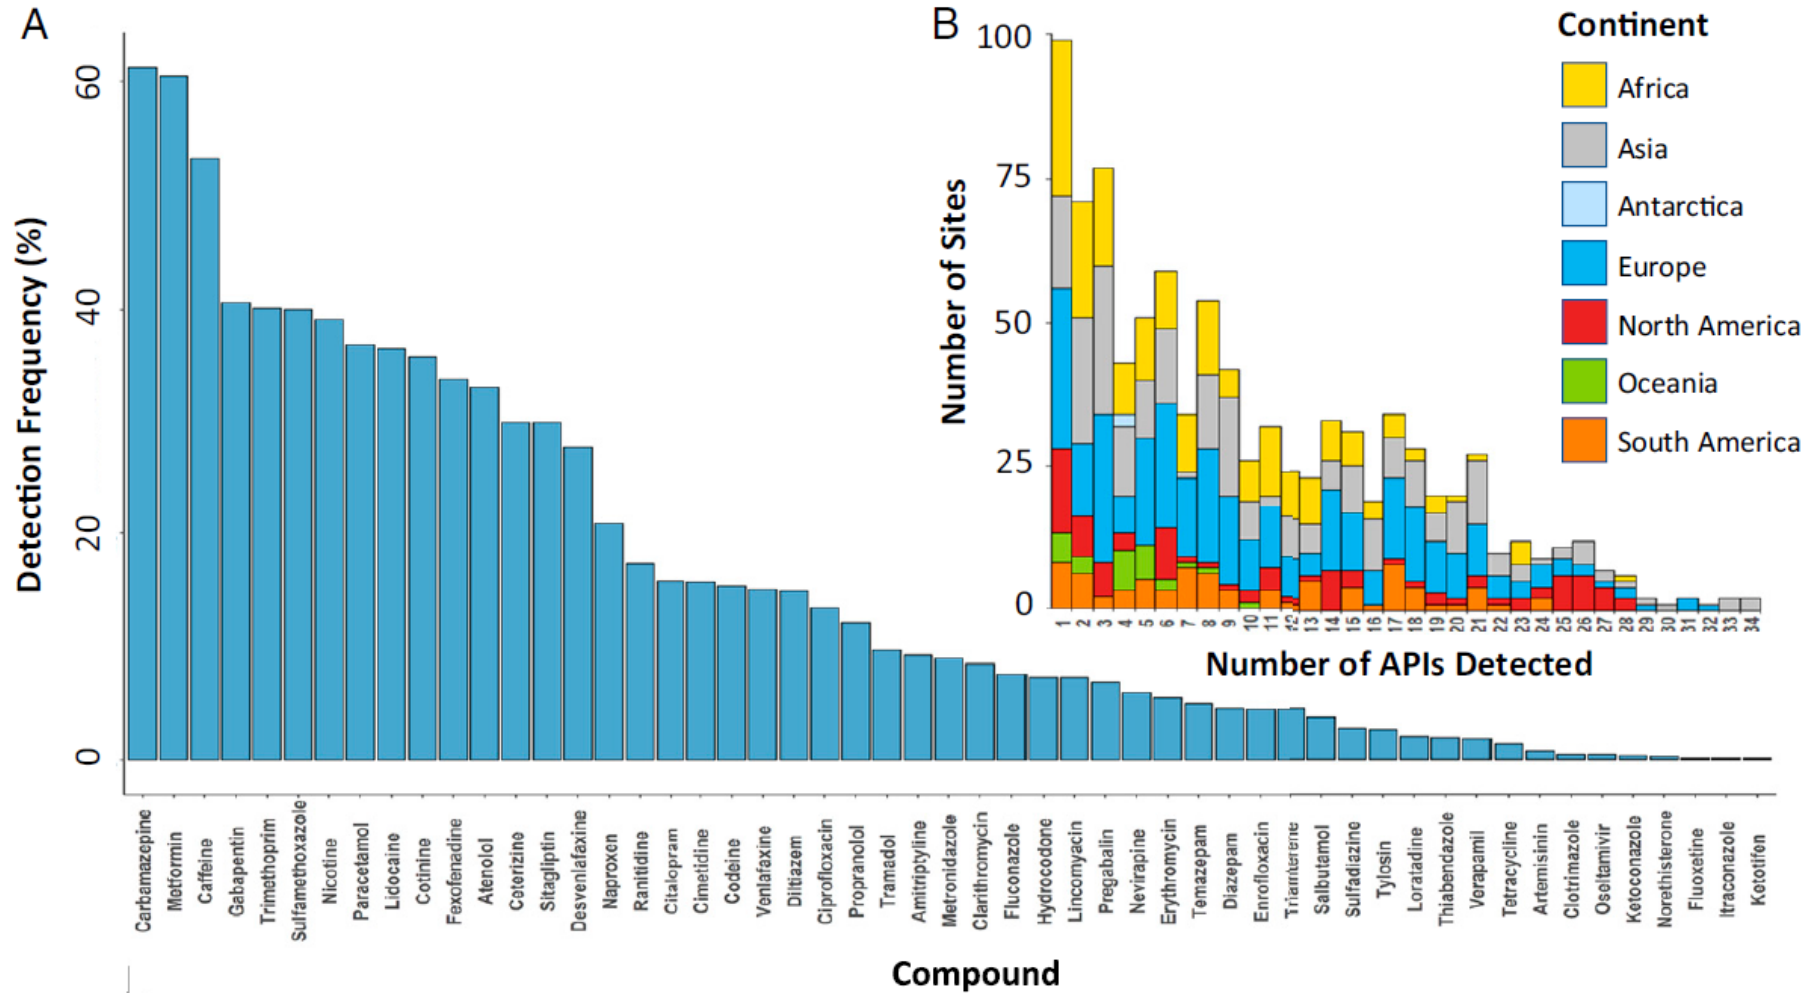 A
Detection Frequency (%)
60
40
20
0
Carbamazepine
Metformin
Caffeine
Gabapentin
Trimethoprim
Sulfamethoxazole
Nicotine
Paracetamol
Lidocaine
Cotinine
Fexofenadine
Atenolol
Ceterizine
Sitagliptin
Desvenlafaxine
Naproxen
Ranitidine
Citalopram
Cimetidine
Codeine
Venlafaxine
Diltiazem
Ciprofloxacin
Propranolol
Tramadol
Amitriptyline
Metronidazole
Clarithromycin
Fluconazole
Hydrocodone
Lincomyacin
Pregabalin
Nevirapine
Erythromycin
Temazepam
Diazepam
Enrofloxacin
Triamterene
Salbutamol
Sulfadiazine
Tylosin
Loratadine
Thiabendazole
Verapamil
Tetracycline
Artemisinin
Clotrimazole
Oseltamivir
Ketoconazole
Norethisterone
Fluoxetine
Itraconazole
Ketotifen
Compound
B
Number of Sites
100
75
50
25
0
1
2
3
4
5
6
7
8
9
10
11
12
13
14
15
16
17
18
19
20
21
22
23
24
25
26
27
28
29
30
31
32
33
34
Number of APIs Detected
Continent
Africa
Asia
Antarctica
Europe
North America
Oceania
South America